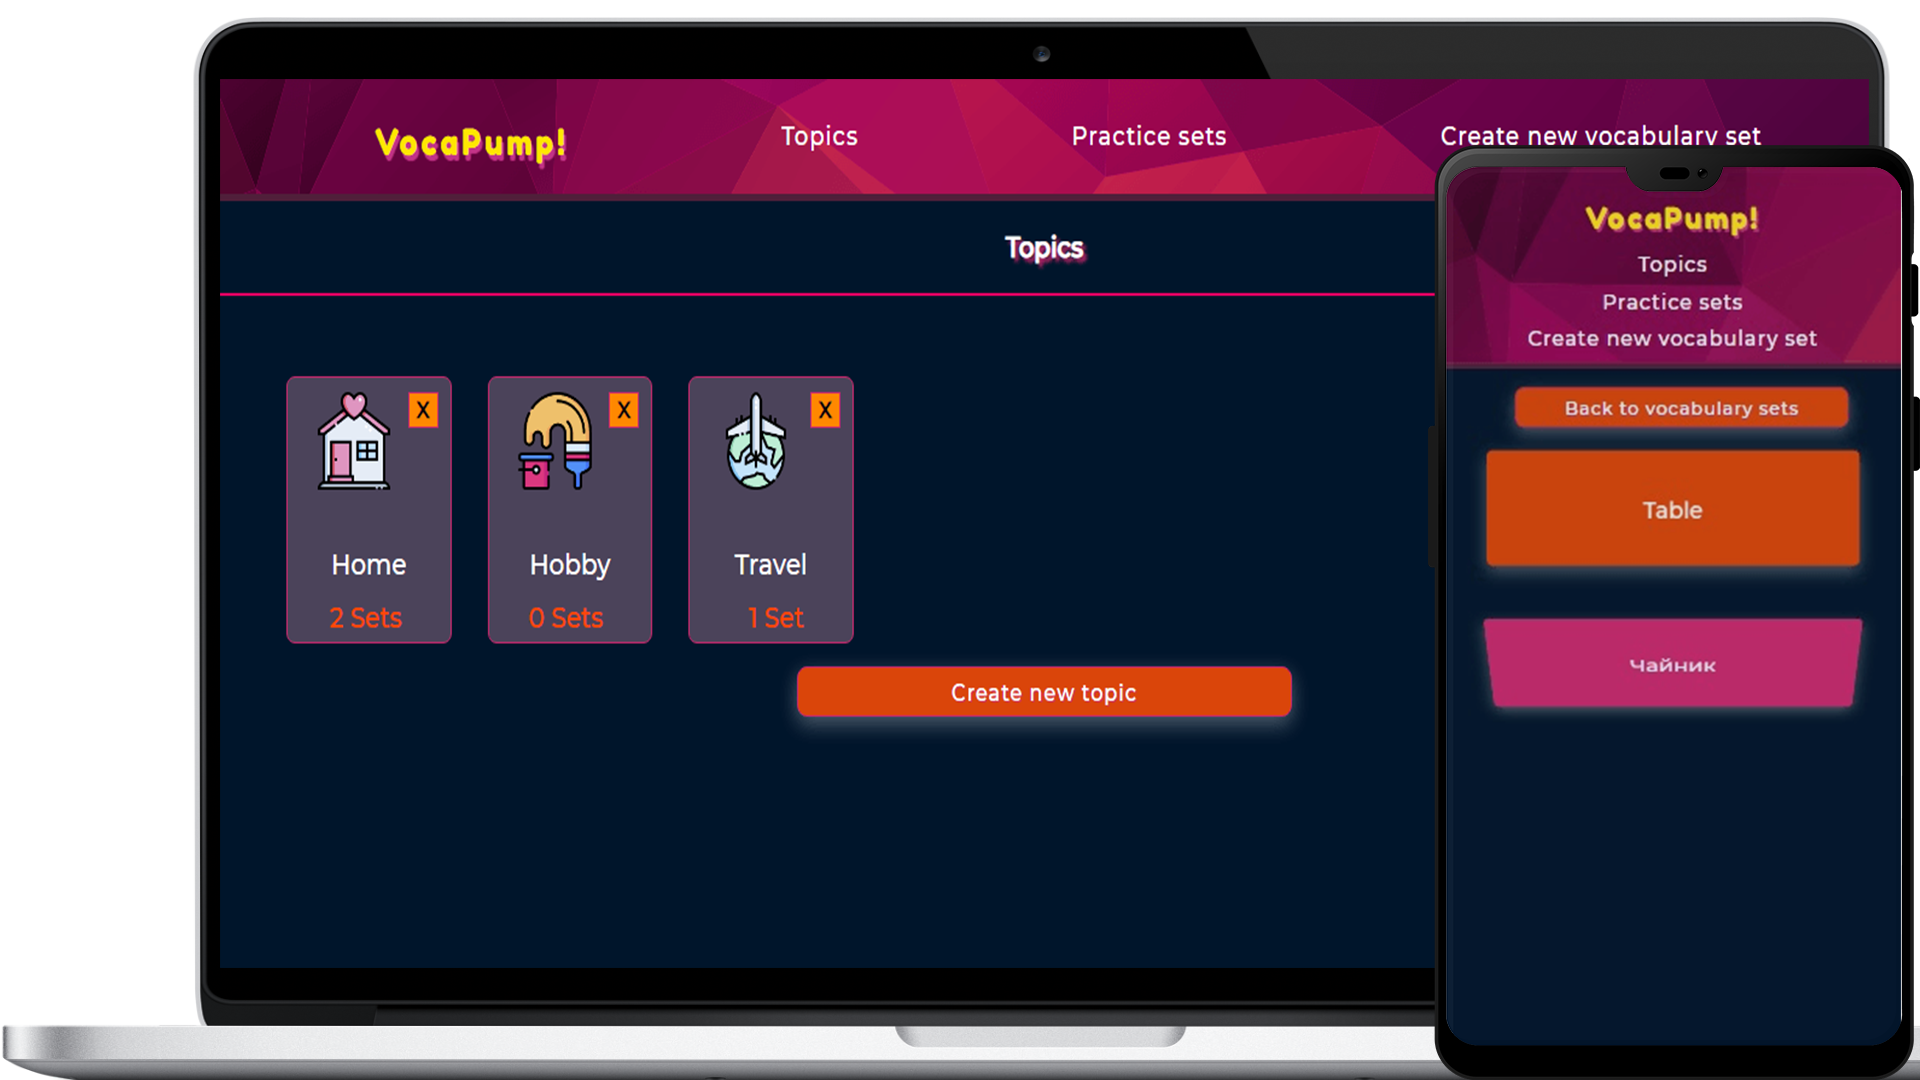 VocaPump!
Topics
Practice sets
Create new vocabulary set
Topics
X
X
X
Home
Hobby
Travel
2 Sets
0 Sets
1 Set
Create new topic
VocaPump!
Topics
Practice sets
Create new vocabulary set
Back to vocabulary sets
Table
Чайник